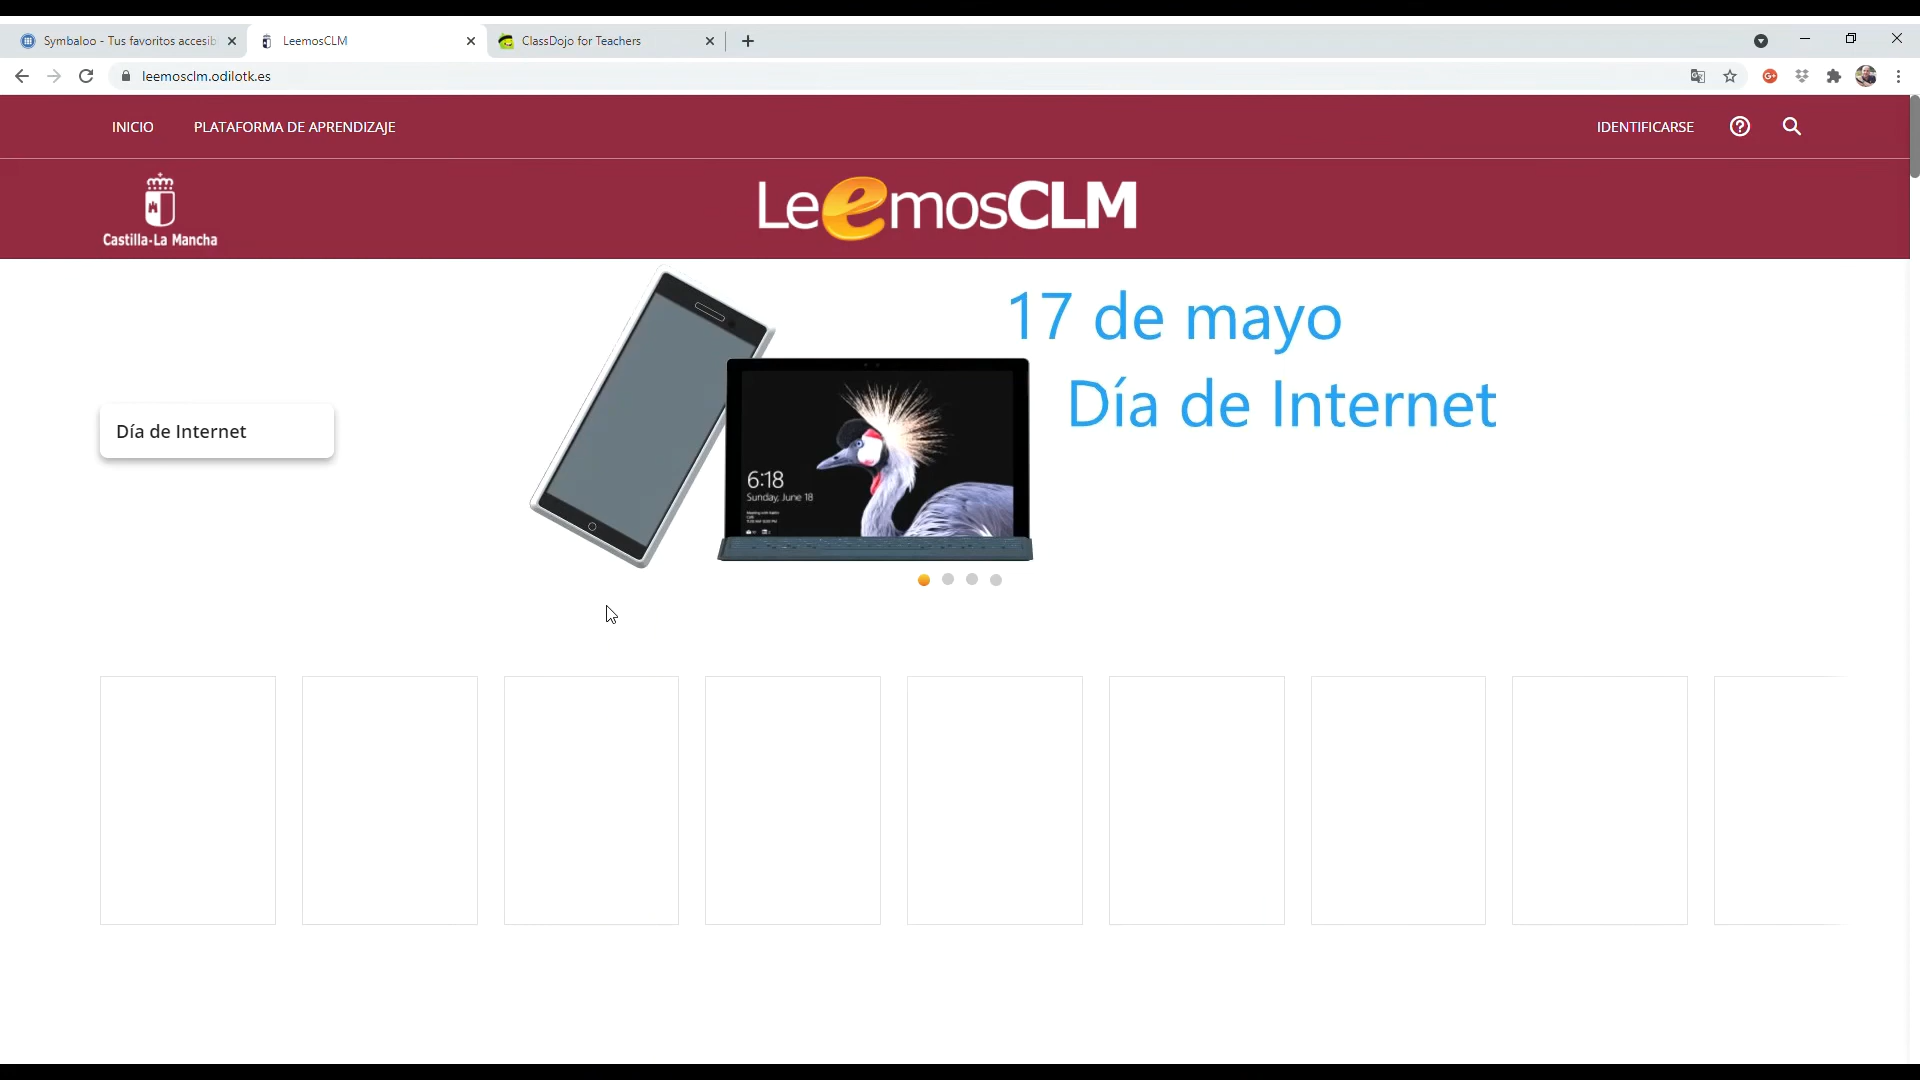 Symbaloo - Tus favoritos accesib
LeemosCLM
ClassDojo for Teachers
leemosclm.odilotk.es
INICIO
PLATAFORMA DE APRENDIZAJE
IDENTIFICARSE
Castilla-La Mancha
LeemosCLM
17 de mayo
Día de Internet
Día de Internet
6:18
Sunday, June 18